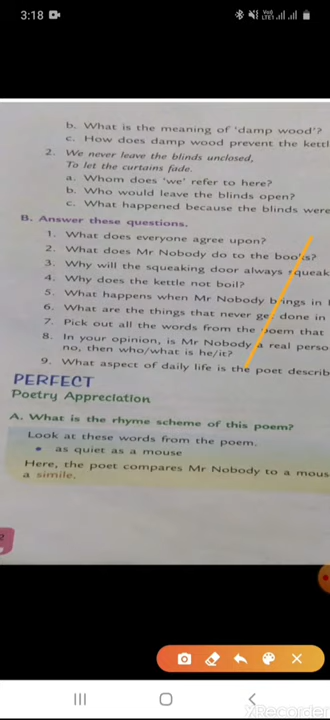 3:18
b. What is the meaning of 'damp wood'?
c. How does damp wood prevent the kettl
2. We never leave the blinds unclosed,
To let the curtains fade.
a. Whom does 'we' refer to here?
b. Who would leave the blinds open?
c. What happened because the blinds were
B. Answer these questions.
1. What does everyone agree upon?
2. What does Mr Nobody do to the books?
3. Why will the squeaking door always squeak
4. Why does the kettle not boil?
5. What happens when Mr Nobody brings in
6. What are the things that never get done in
7. Pick out all the words from the poem that
8. In your opinion, is Mr Nobody a real perso
no, then who/what is he/it?
9. What aspect of daily life is the poet describ
PERFECT
Poetry Appreciation
A. What is the rhyme scheme of this poem?
Look at these words from the poem.
• as quiet as a mouse
Here, the poet compares Mr Nobody to a mous
a simile.
2
XRecorder